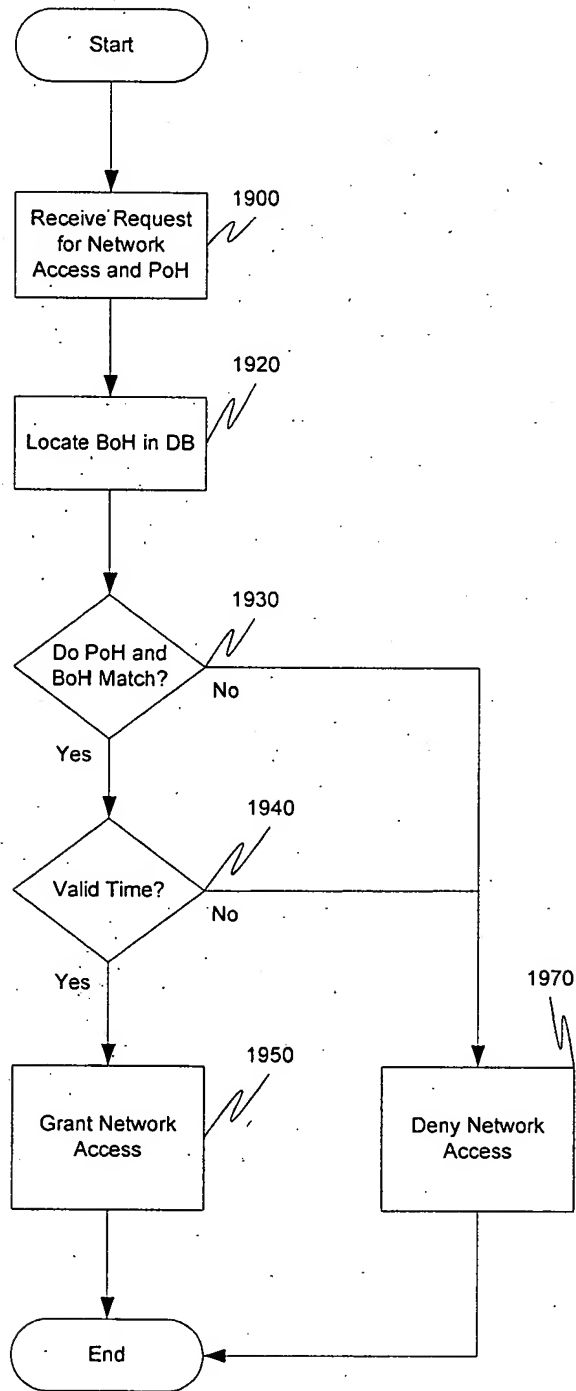 Start
1900
Receive Request
for Network
Access and PoH
1920
Locate BoH in DB
1930
Do PoH and
BoH Match?
No
Yes
1940
Valid Time?
No
Yes
1970
1950
Grant Network
Access
Deny Network
Access
End